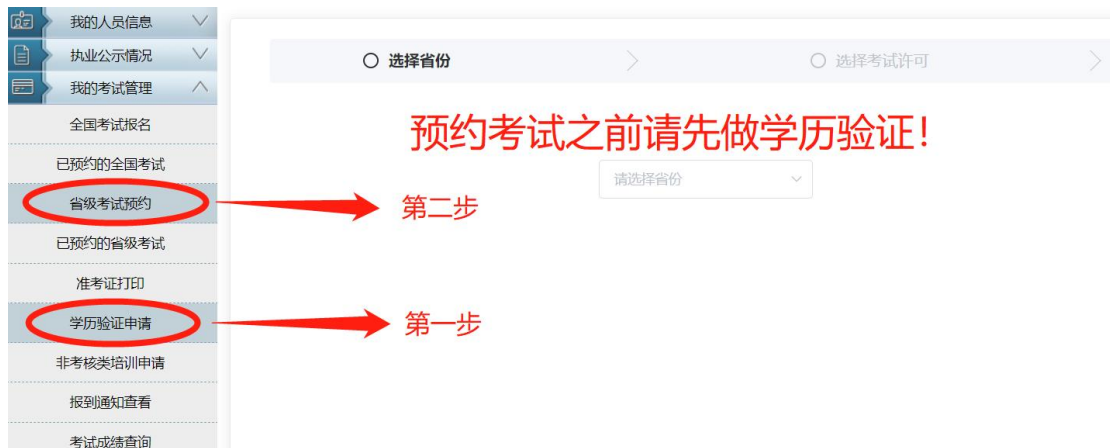 我的人员信息
执业公示情况
我的考试管理
全国考试报名
已预约的全国考试
省级考试预约
已预约的省级考试
准考证打印
学历验证申请
非考核类培训申请
报到通知查看
考试成绩查询
选择省份
选择考试许可
预约考试之前请先做学历验证！
请选择省份
第二步
第一步